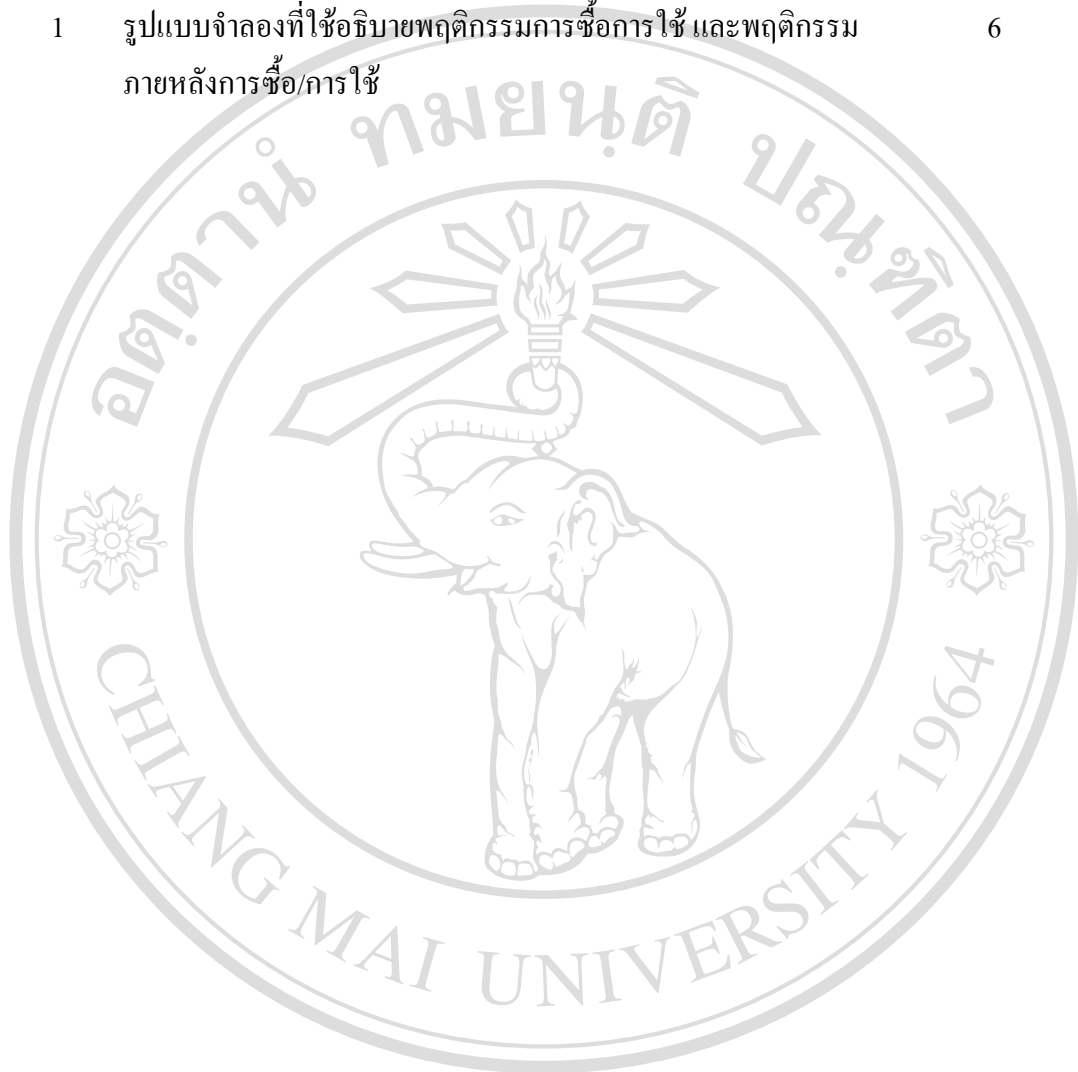 1 รูปแบบจำลองที่ใช้อธิบายพฤติกรรมการซื้อการใช้ และพฤติกรรม 6
ภายหลังการซื้อ/การใช้
อตฺตานํ ทมยนฺติ ปณฺฑิตา
CHIANG MAI UNIVERSITY 1964